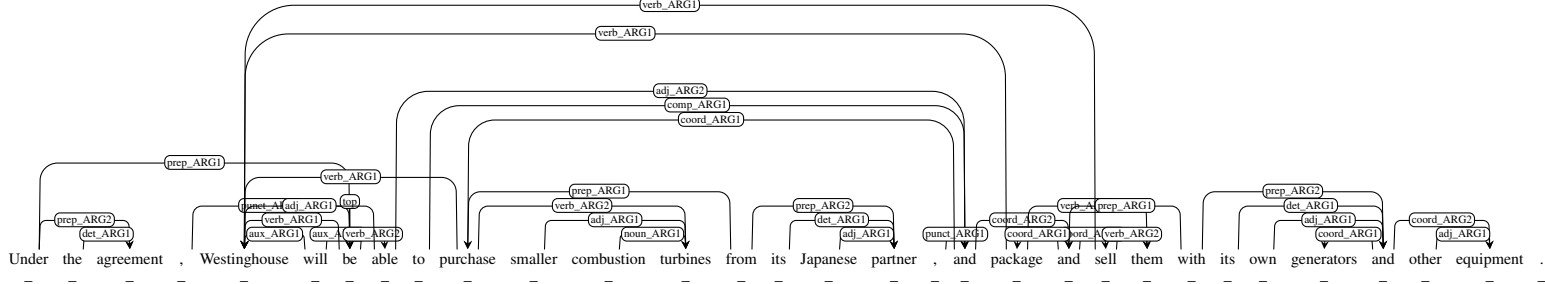 verb_ARG1
verb_ARG1
adj_ARG2
comp_ARG1
coord_ARG1
prep_ARG1
verb_ARG1
prep_ARG1 prep_ARG2
adj_ARG1 top verb_ARG2 prep_ARG2 det_ARG1 prep_ARG1
prep_ARG2 verb_ARG1 adj_ARG1 det_ARG1 coord_ARG2 adj_ARG1 coord_ARG2
det_ARG1 aux_ARG1 verb_ARG2 noun_ARG1 adj_ARG1 punct_ARG1 coord_ARG1 verb_ARG2 coord_ARG1 adj_ARG1
Under the agreement , Westinghouse will be able to purchase smaller combustion turbines from its Japanese partner , and package and sell them with its own generators and other equipment .
_ _ _ _ _ _ _ _ _ _ _ _ _ _ _ _ _ _ _ _ _ _ _ _ _ _ _ _ _ _ _